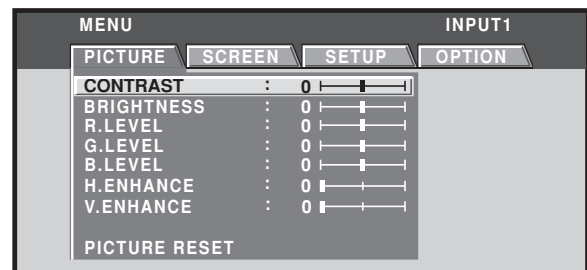 MENU INPUT1
PICTURE SCREEN SETUP OPTION
CONTRAST : 0
BRIGHTNESS : 0
R.LEVEL : 0
G.LEVEL : 0
B.LEVEL : 0
H.ENHANCE : 0
V.ENHANCE : 0
PICTURE RESET